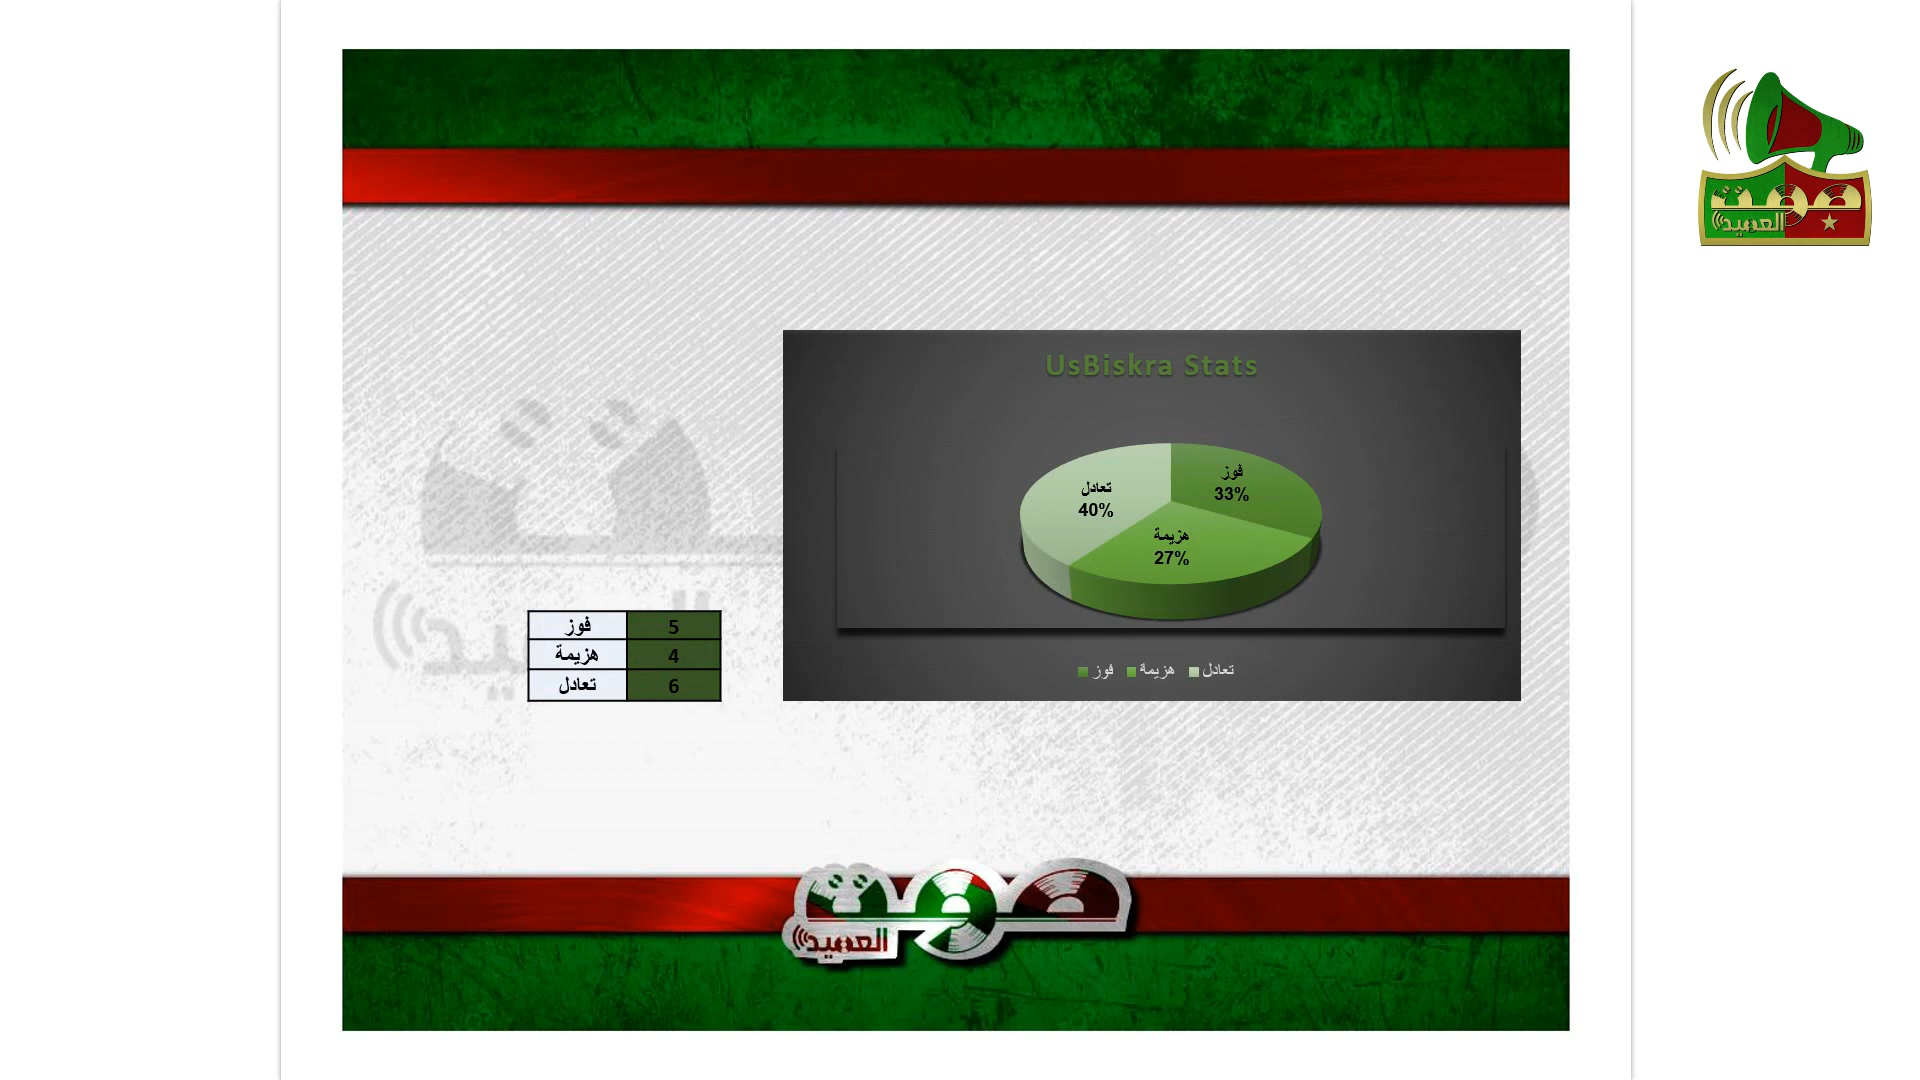 صوت
العميد
UsBiskra Stats
فوز
33%
تعادل
40%
هزيمة
27%
فوز 5
هزيمة 4
تعادل 6
فوز هزيمة تعادل
صوت
العميد